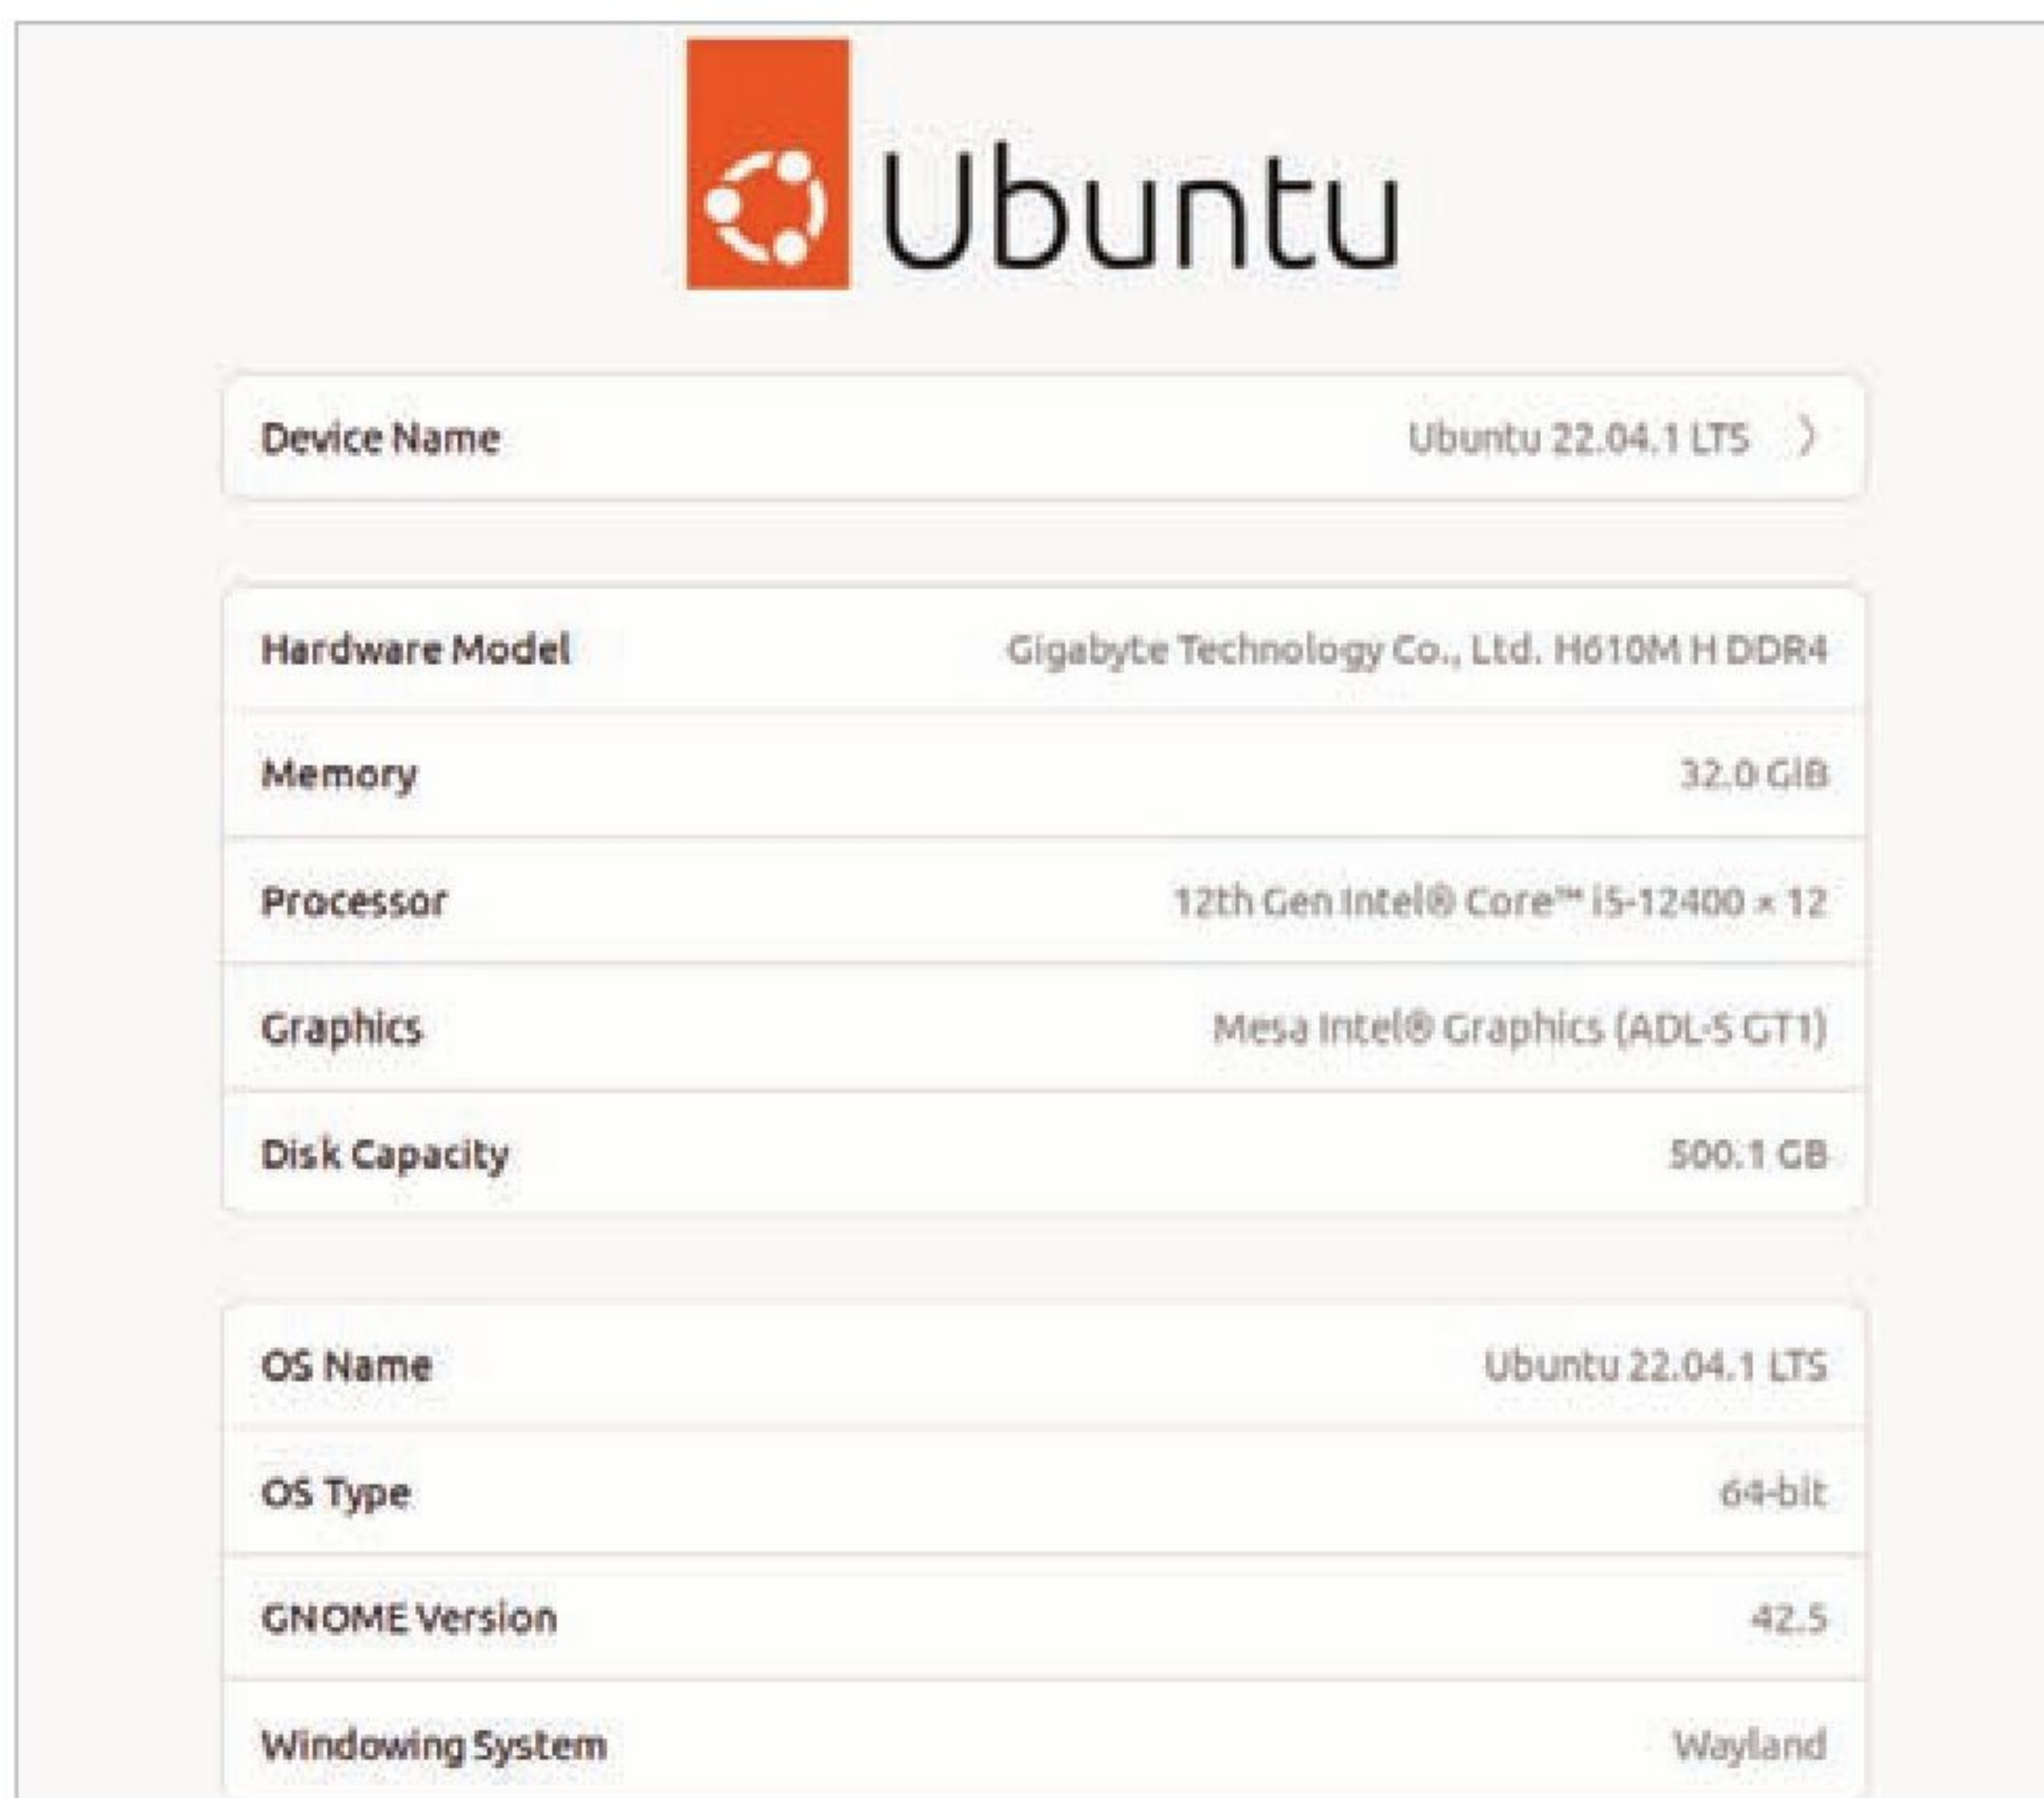 Ubuntu
Device Name Ubuntu 22.04.1 LTS
Hardware Model Gigabyte Technology Co., Ltd. H610M H DDR4
Memory 32.0 GiB
Processor 12th Gen Intel® Core™ i5-12400 × 12
Graphics Mesa Intel® Graphics (ADL-S GT1)
Disk Capacity 500.1 GB
OS Name Ubuntu 22.04.1 LTS
OS Type 64-bit
GNOME Version 42.5
Windowing System Wayland